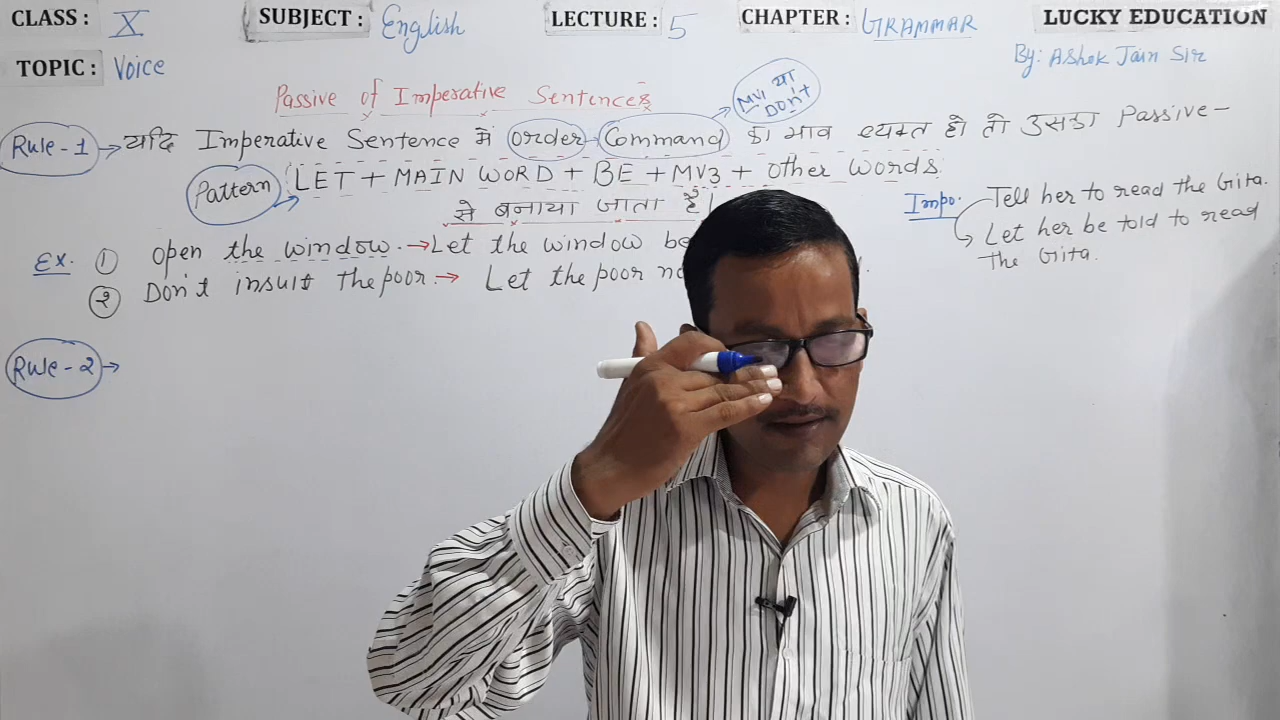 CLASS : X SUBJECT : English LECTURE : 5 CHAPTER : GRAMMAR LUCKY EDUCATION
TOPIC : Voice By: Ashok Jain Sir
Passive of Imperative Sentences
MV1 या DON'T
Rule-1 → यदि Imperative Sentence में Order Command का भाव व्यक्त हो तो उसका Passive –
Pattern LET + MAIN WORD + BE + MV3 + Other Words
से बनाया जाता है।
Impo. Tell her to read the Gita.
Let her be told to read
the Gita.
Ex. 1 Open the window. → Let the window be
2 Don't insult the poor. → Let the poor
Rule-2 →